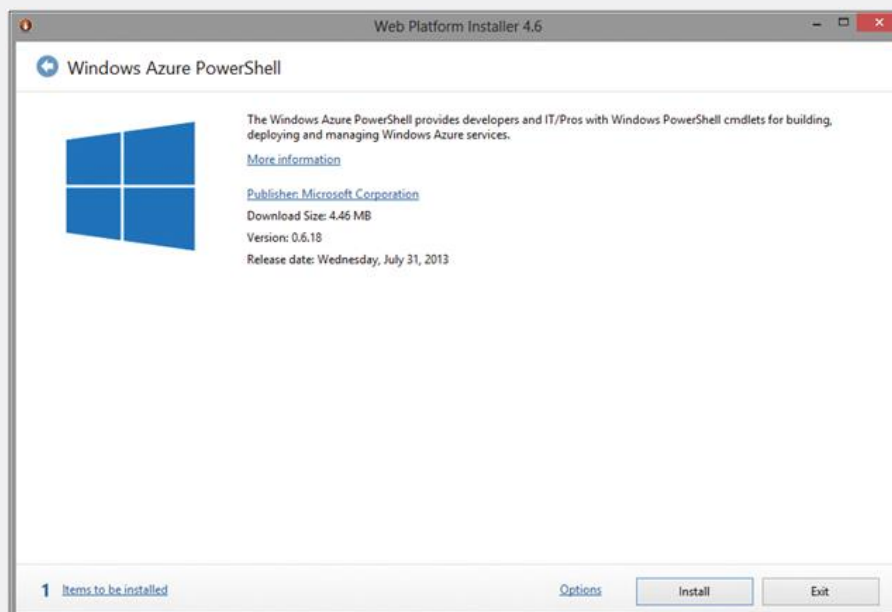 Web Platform Installer 4.6
Windows Azure PowerShell
The Windows Azure PowerShell provides developers and IT/Pros with Windows PowerShell cmdlets for building,
deploying and managing Windows Azure services.
More information
Publisher: Microsoft Corporation
Download Size: 4.46 MB
Version: 0.6.18
Release date: Wednesday, July 31, 2013
1 Items to be installed
Options
Install
Exit